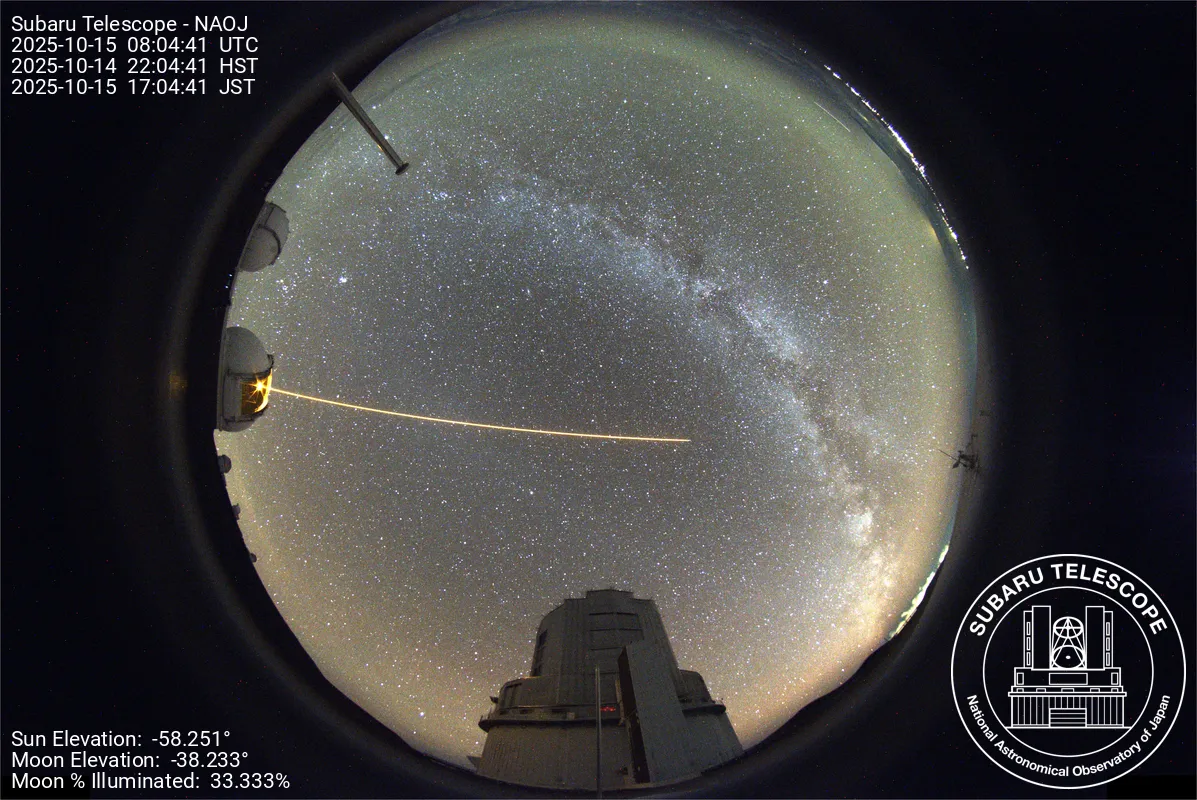 Subaru Telescope - NAOJ
2025-10-15 08:04:41 UTC
2025-10-14 22:04:41 HST
2025-10-15 17:04:41 JST
Sun Elevation: -58.251°
Moon Elevation: -38.233°
Moon % Illuminated: 33.333%
SUBARU TELESCOPE
National Astronomical Observatory of Japan